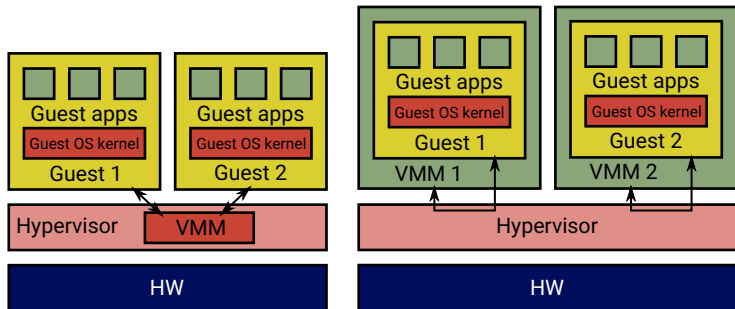 Guest apps
Guest OS kernel
Guest 1
Guest apps
Guest OS kernel
Guest 2
Hypervisor
VMM
HW
Guest apps
Guest OS kernel
Guest 1
VMM 1
Guest apps
Guest OS kernel
Guest 2
VMM 2
Hypervisor
HW